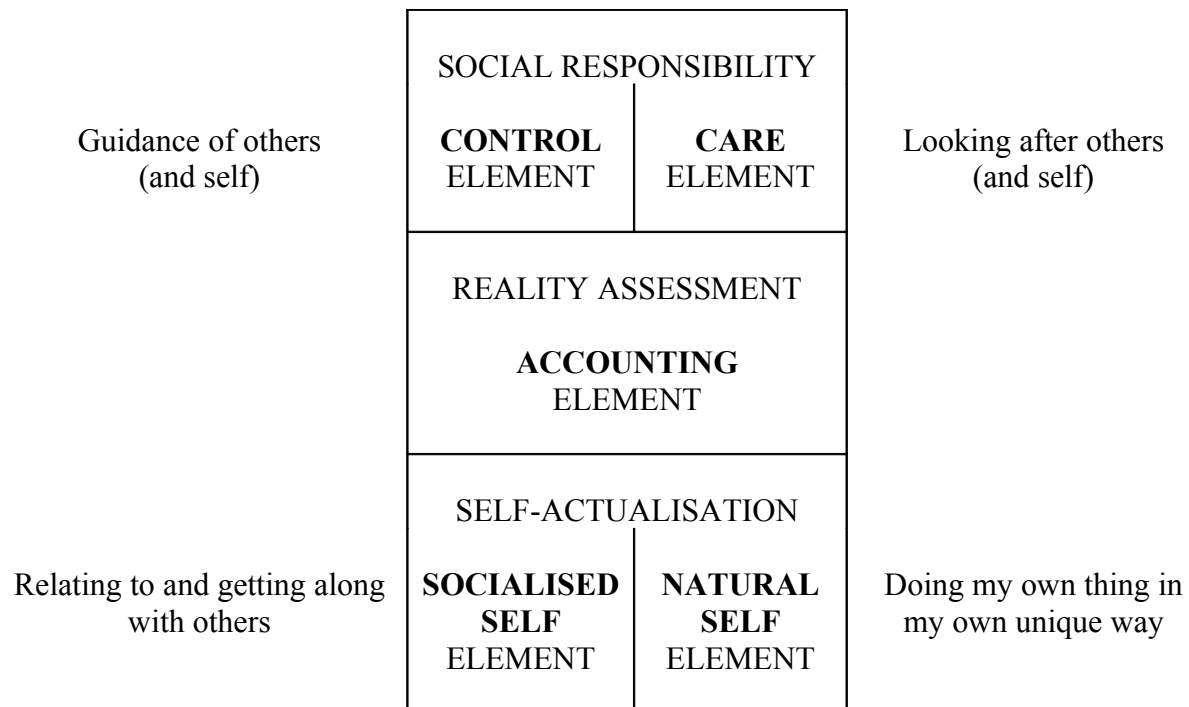 SOCIAL RESPONSIBILITY
Guidance of others
(and self)
CONTROL
ELEMENT
CARE
ELEMENT
Looking after others
(and self)
REALITY ASSESSMENT
ACCOUNTING
ELEMENT
SELF-ACTUALISATION
Relating to and getting along
with others
SOCIALISED
SELF
ELEMENT
NATURAL
SELF
ELEMENT
Doing my own thing in
my own unique way